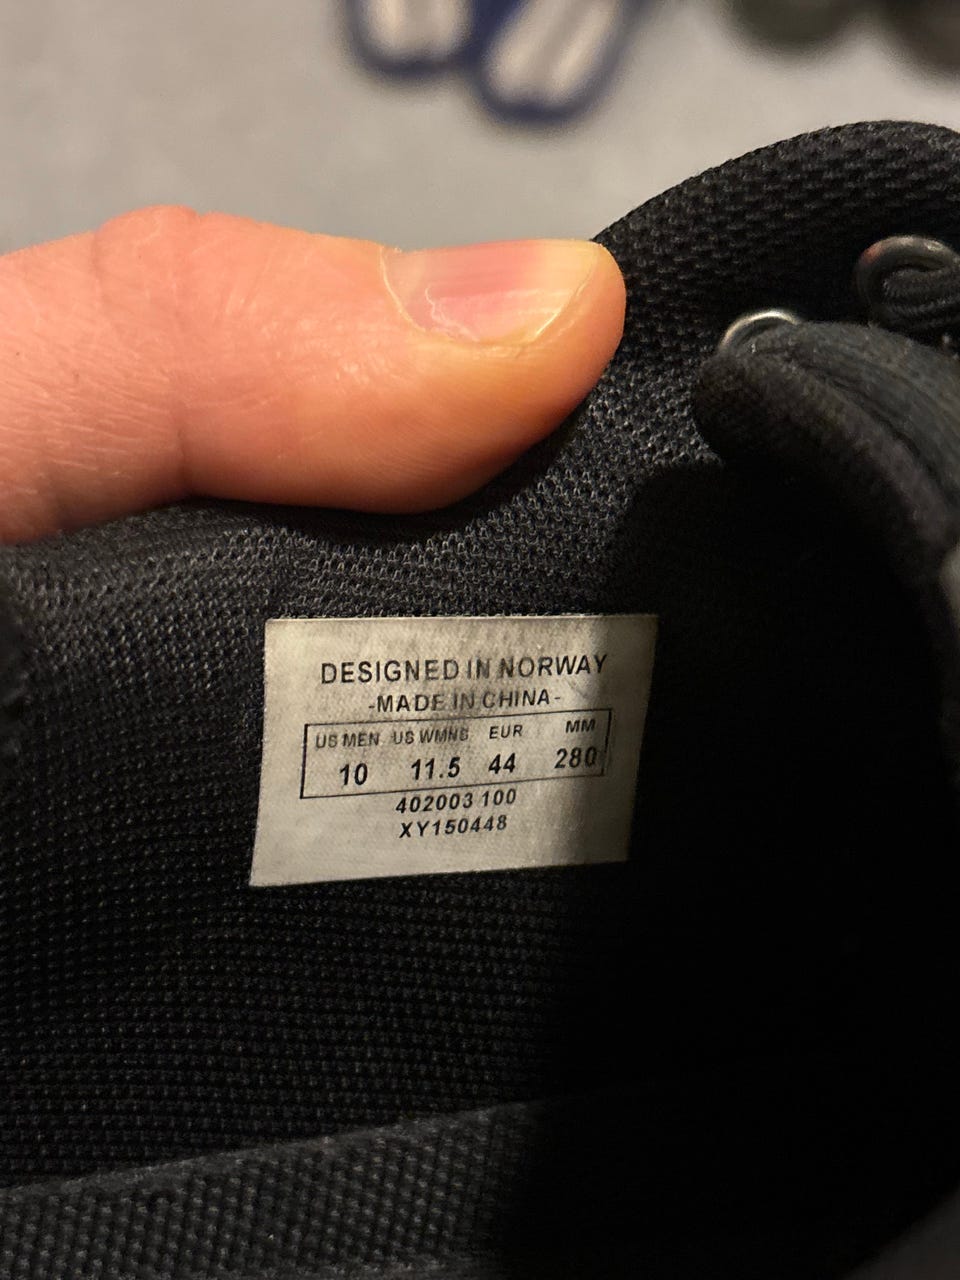 DESIGNED IN NORWAY
-MADE IN CHINA-
US MEN US WMNS EUR MM
10 11.5 44 280
402003 100
XY150448